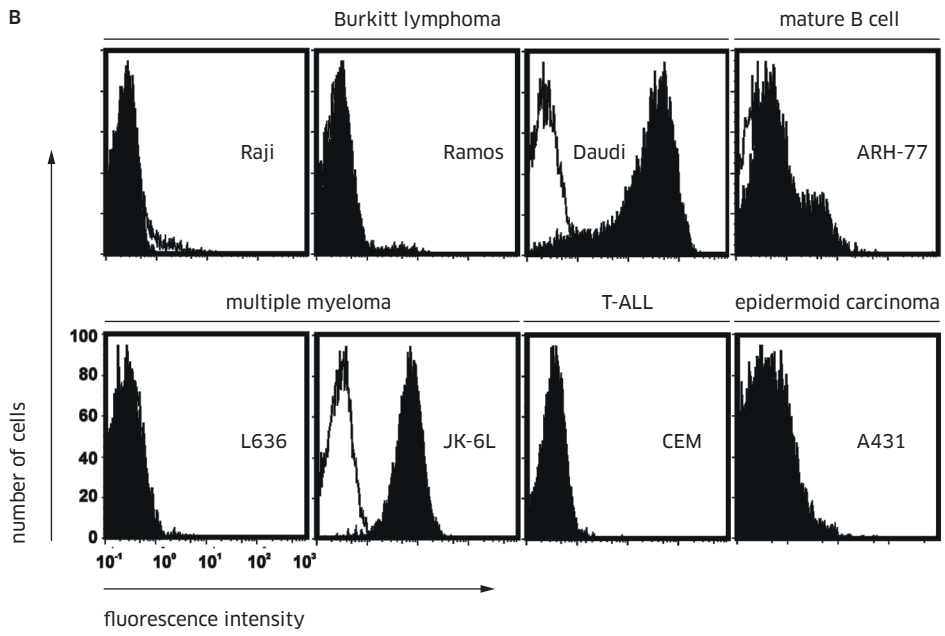 B
Burkitt lymphoma
mature B cell
Raji
Ramos
Daudi
ARH-77
multiple myeloma
T-ALL
epidermoid carcinoma
100
80
60
40
20
0
L636
JK-6L
CEM
A431
10-1 10⁰ 10¹ 10² 10³
number of cells
fluorescence intensity